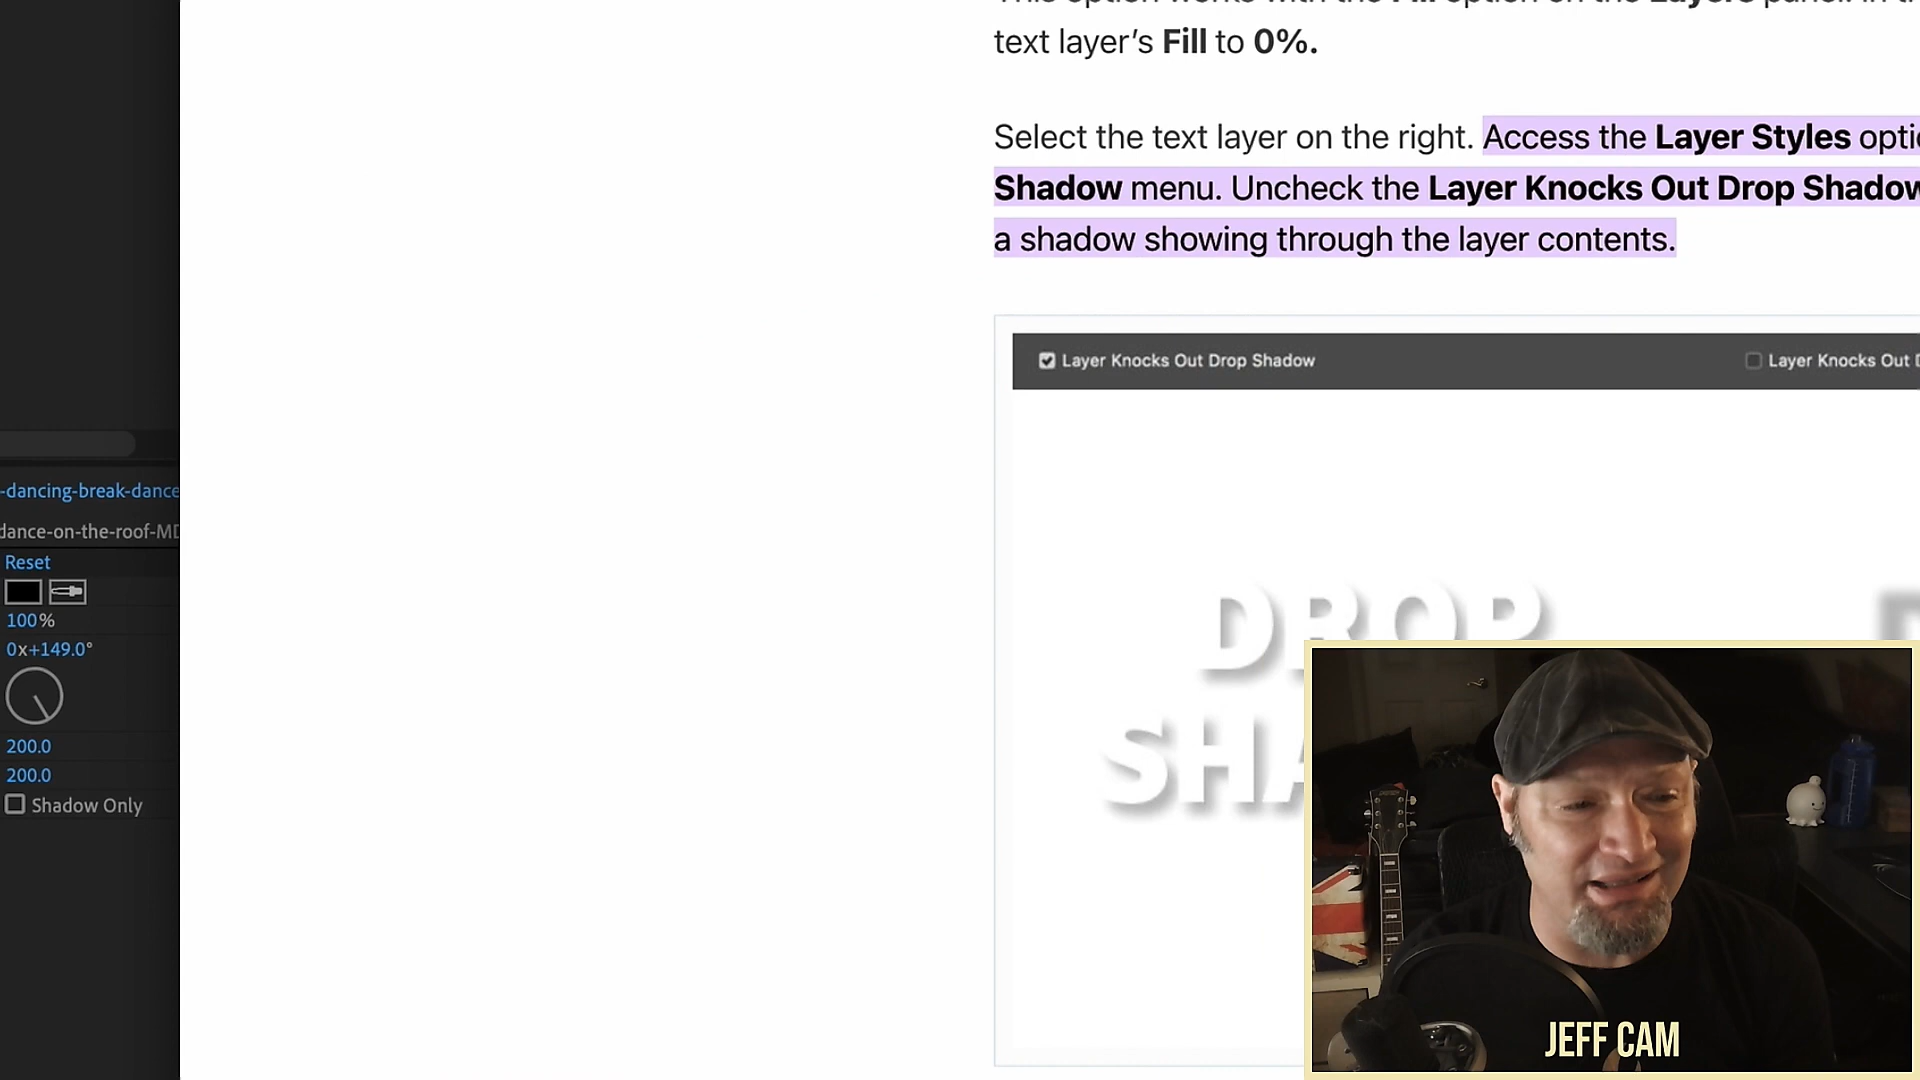 text layer’s Fill to 0%.
Select the text layer on the right. Access the Layer Styles
Shadow menu. Uncheck the Layer Knocks Out Drop Shadow
a shadow showing through the layer contents.
Layer Knocks Out Drop Shadow
Layer Knocks Out
DROP
-dancing-break-dance
dance-on-the-roof-MD
Reset
100%
0x+149.0°
200.0
200.0
Shadow Only
JEFF CAM